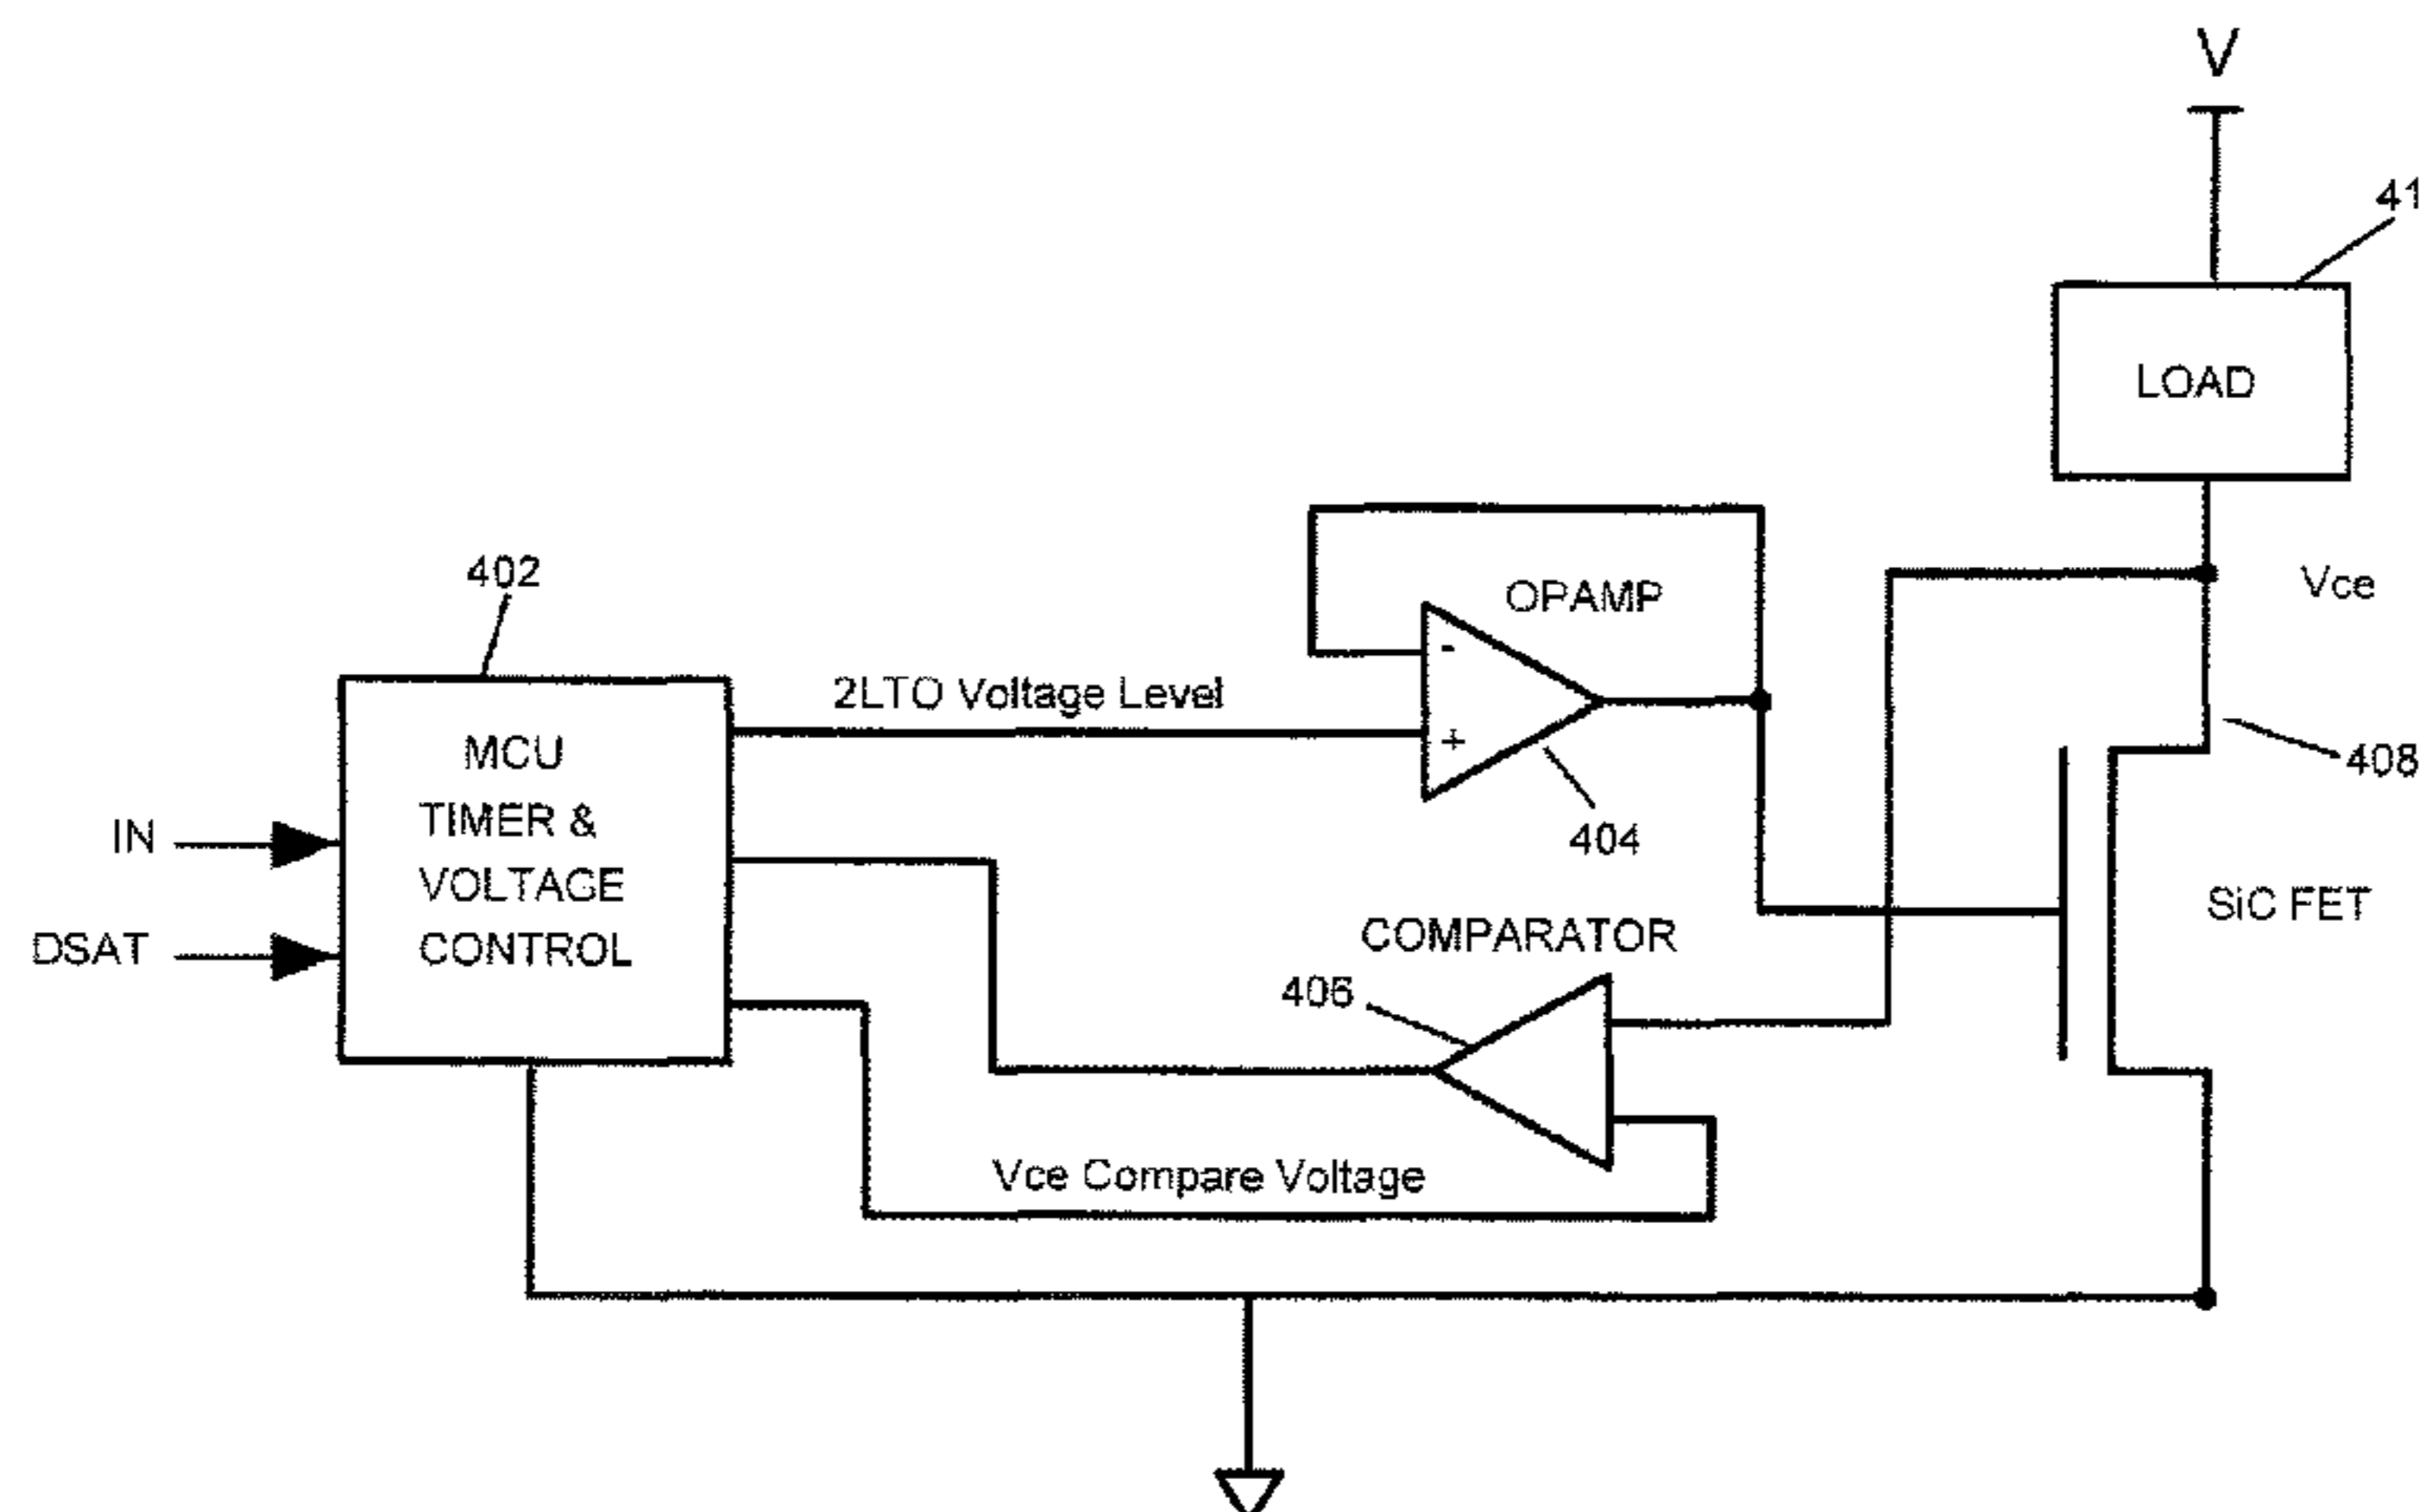 V
41
LOAD
402
OPAMP
Vce
2LTO Voltage Level
-
+
MCU
TIMER &
VOLTAGE
CONTROL
404
408
IN
DSAT
COMPARATOR
SiC FET
406
Vce Compare Voltage